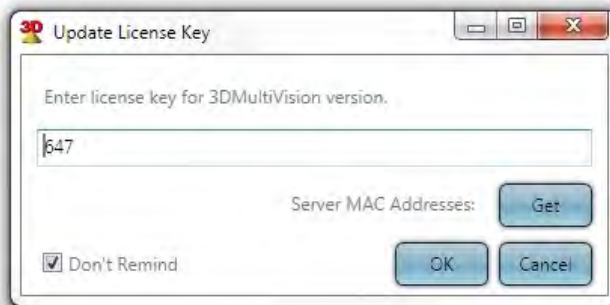 3D Update License Key
Enter license key for 3DMultiVision version.
647
Server MAC Addresses: Get
Don't Remind OK Cancel